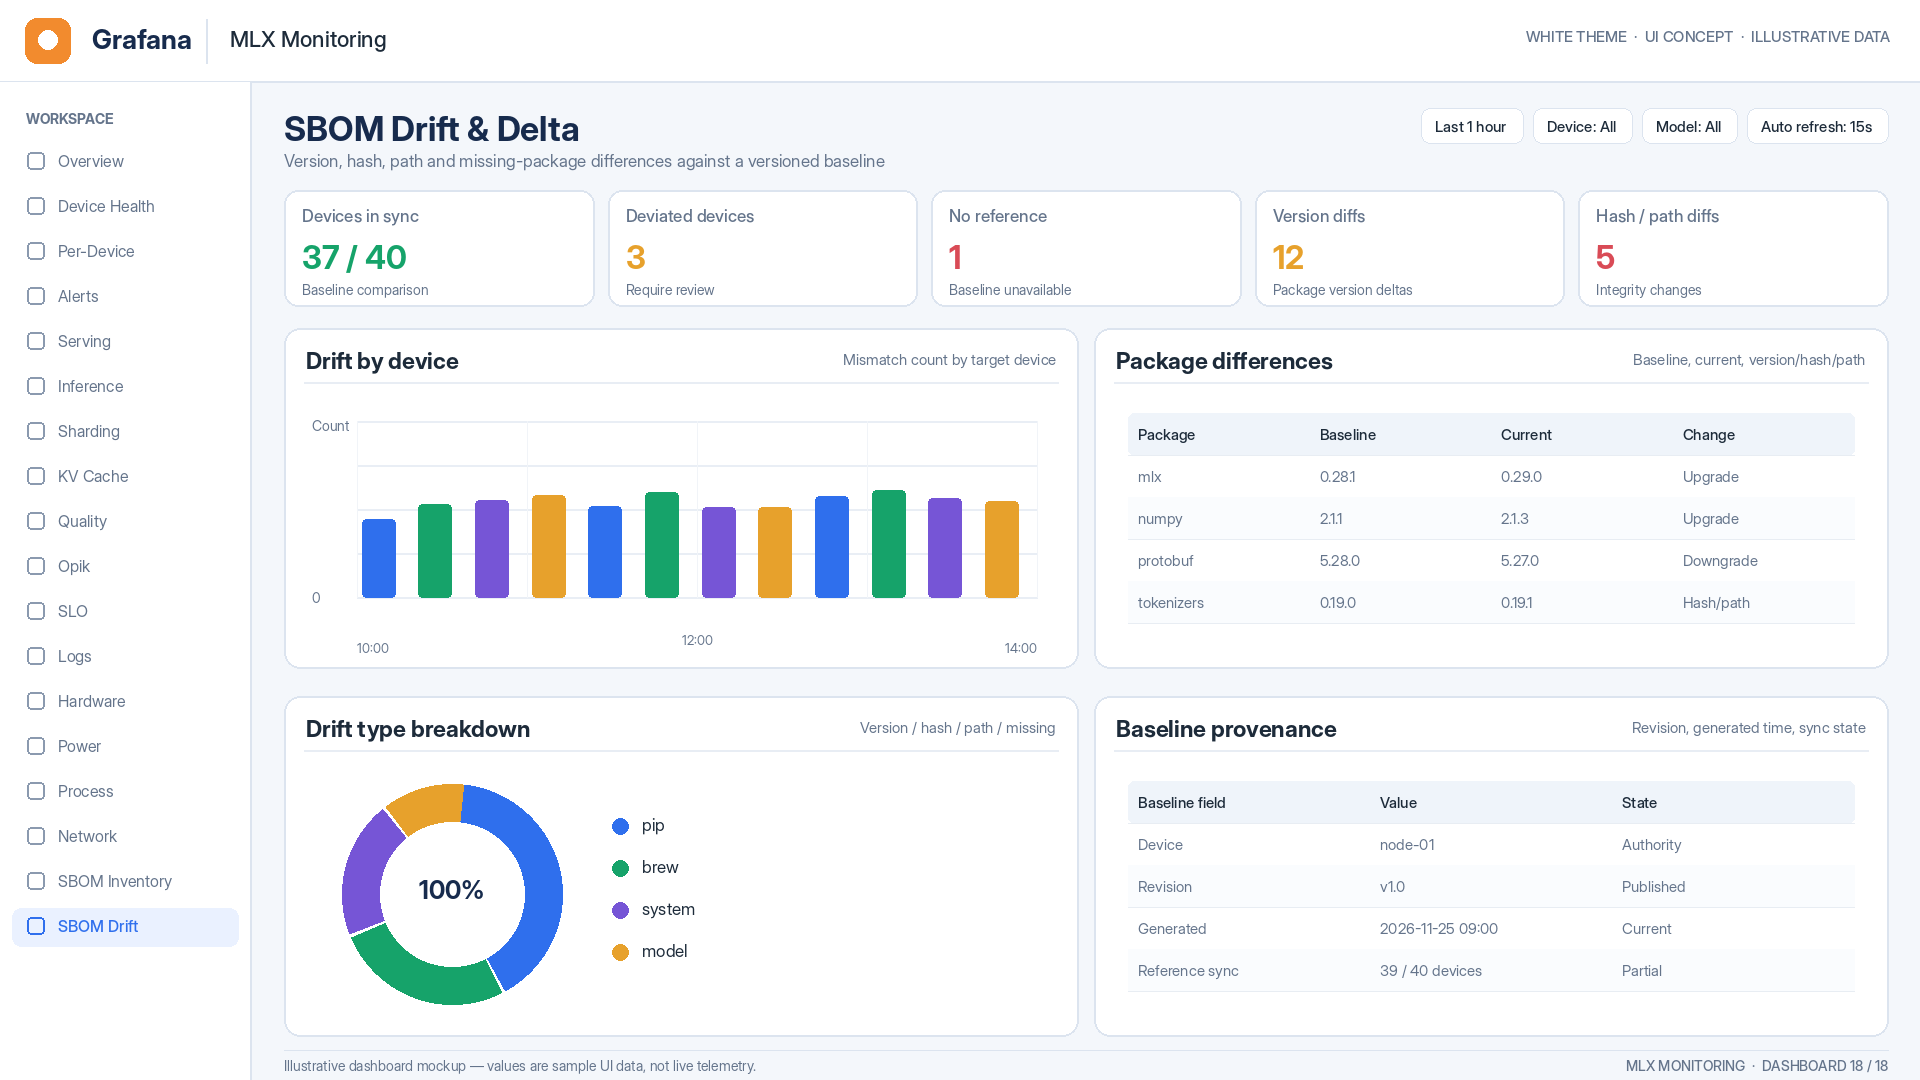 Grafana
MLX Monitoring
WHITE THEME · UI CONCEPT · ILLUSTRATIVE DATA
WORKSPACE
Overview
Device Health
Per-Device
Alerts
Serving
Inference
Sharding
KV Cache
Quality
Opik
SLO
Logs
Hardware
Power
Process
Network
SBOM Inventory
SBOM Drift
SBOM Drift & Delta
Version, hash, path and missing-package differences against a versioned baseline
Last 1 hour
Device: All
Model: All
Auto refresh: 15s
Devices in sync
37 / 40
Baseline comparison
Deviated devices
3
Require review
No reference
1
Baseline unavailable
Version diffs
12
Package version deltas
Hash / path diffs
5
Integrity changes
Drift by device
Mismatch count by target device
Count
0
10:00
12:00
14:00
Package differences
Baseline, current, version/hash/path
Package Baseline Current Change
mlx 0.28.1 0.29.0 Upgrade
numpy 2.1.1 2.1.3 Upgrade
protobuf 5.28.0 5.27.0 Downgrade
tokenizers 0.19.0 0.19.1 Hash/path
Drift type breakdown
Version / hash / path / missing
100%
pip
brew
system
model
Baseline provenance
Revision, generated time, sync state
Baseline field Value State
Device node-01 Authority
Revision v1.0 Published
Generated 2026-11-25 09:00 Current
Reference sync 39 / 40 devices Partial
Illustrative dashboard mockup — values are sample UI data, not live telemetry.
MLX MONITORING · DASHBOARD 18 / 18